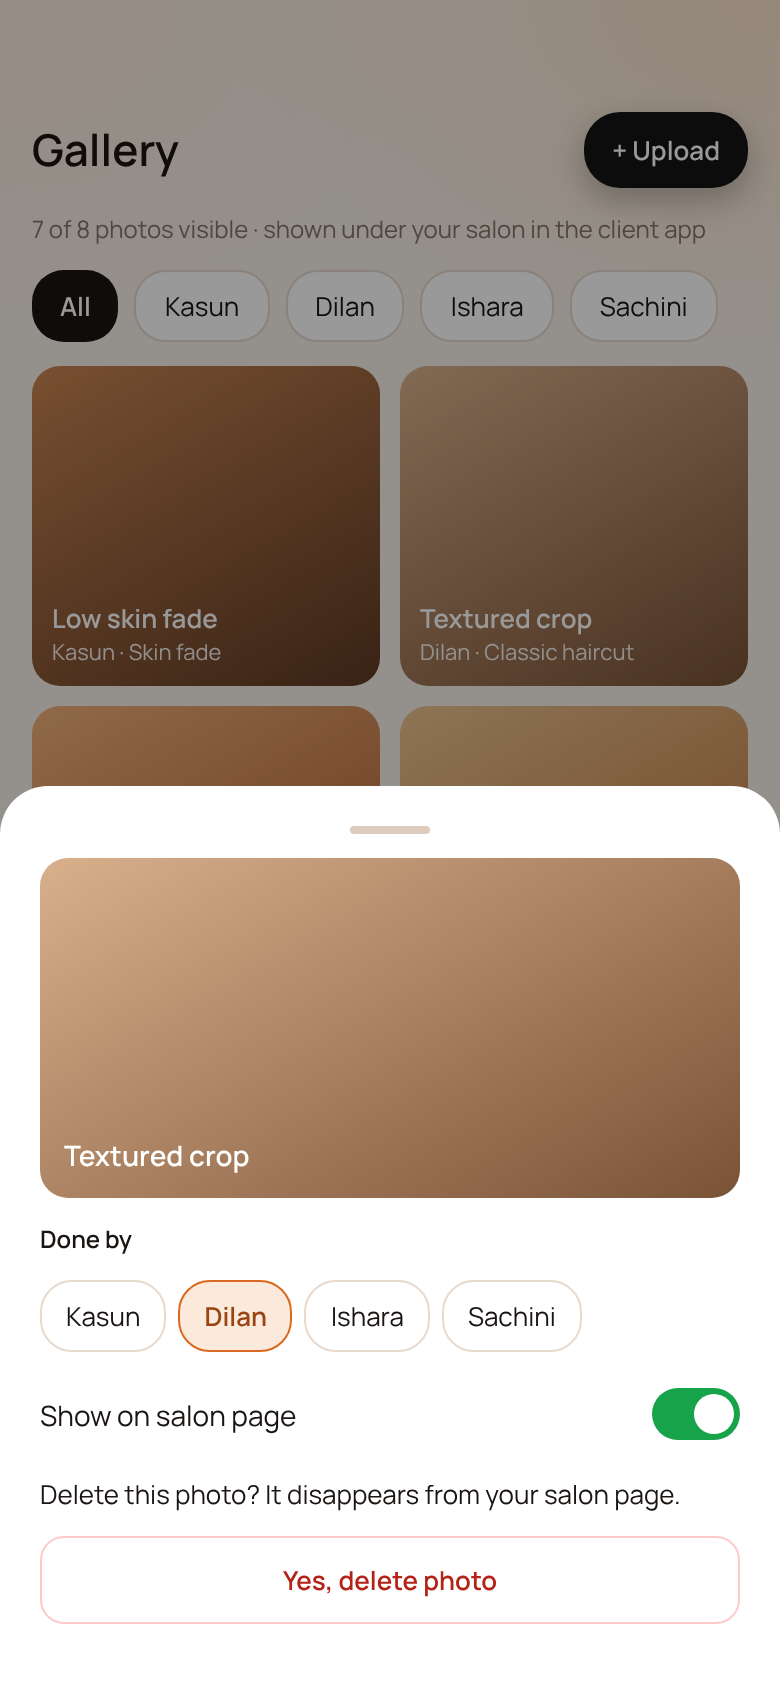 Gallery
+ Upload
7 of 8 photos visible · shown under your salon in the client app
All
Kasun
Dilan
Ishara
Sachini
Low skin fade
Kasun · Skin fade
Textured crop
Dilan · Classic haircut
Textured crop
Done by
Kasun
Dilan
Ishara
Sachini
Show on salon page
Delete this photo? It disappears from your salon page.
Yes, delete photo